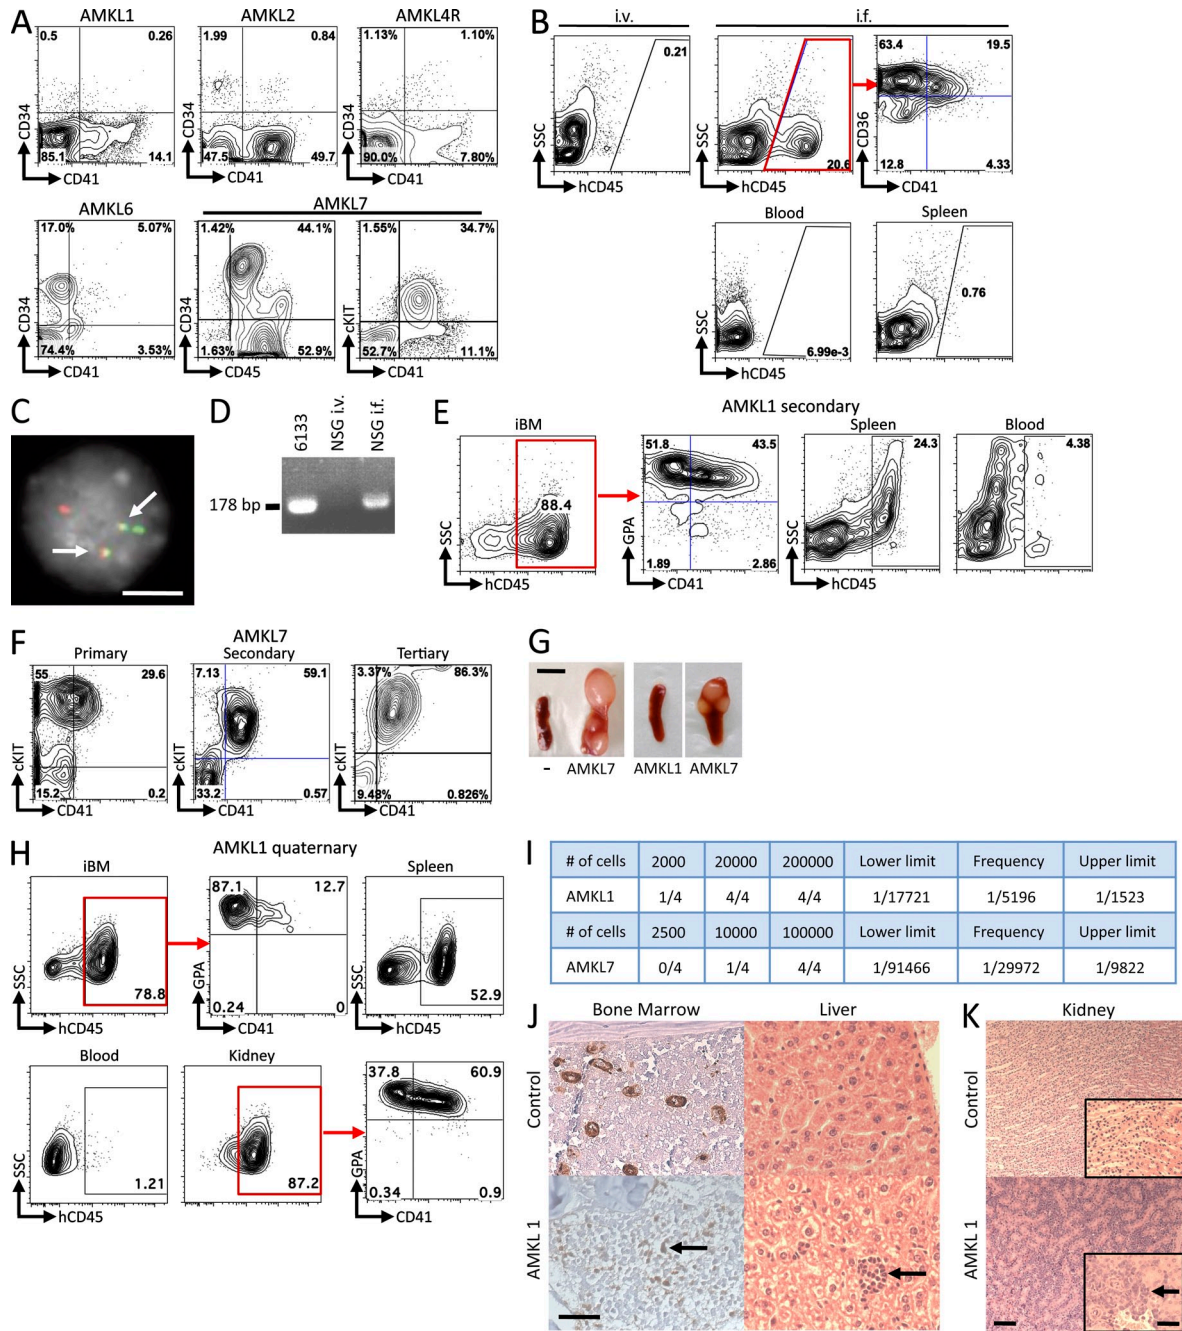 A
AMKL1
AMKL2
AMKL4R
0.5 0.26
1.99 0.84
1.13% 1.10%
CD34
CD34
CD34
85.1 14.1
47.5 49.7
90.0% 7.80%
CD41
CD41
CD41
AMKL6
AMKL7
17.0% 5.07%
1.42% 44.1%
1.55% 34.7%
CD34
CD34
cKIT
74.4% 3.53%
1.63% 52.9%
52.7% 11.1%
CD41
CD45
CD41
B
i.v.
i.f.
0.21
63.4 19.5
SSC
SSC
CD36
20.6
12.8 4.33
hCD45
hCD45
CD41
Blood
Spleen
SSC
6.99e-3
0.76
hCD45
C
D
6133
NSG i.v.
NSG i.f.
178 bp
E
AMKL1 secondary
iBM
Spleen
Blood
88.4
51.8 43.5
24.3
4.38
SSC
GPA
SSC
1.89 2.86
hCD45
CD41
hCD45
F
AMKL7
Primary
Secondary
Tertiary
55 29.6
7.13 59.1
3.37% 86.3%
cKIT
cKIT
cKIT
15.2 0.2
33.2 0.57
9.48% 0.826%
CD41
CD41
CD41
G
- AMKL7
AMKL1
AMKL7
H
AMKL1 quaternary
iBM
Spleen
87.1 12.7
SSC
GPA
SSC
78.8
0.24 0
52.9
hCD45
CD41
hCD45
Blood
Kidney
37.8 60.9
SSC
GPA
1.21
87.2
0.34 0.9
hCD45
CD41
I
# of cells 2000 20000 200000 Lower limit Frequency Upper limit
AMKL1 1/4 4/4 4/4 1/17721 1/5196 1/1523
# of cells 2500 10000 100000 Lower limit Frequency Upper limit
AMKL7 0/4 1/4 4/4 1/91466 1/29972 1/9822
J
Bone Marrow
Liver
Control
AMKL 1
K
Kidney
Control
AMKL 1